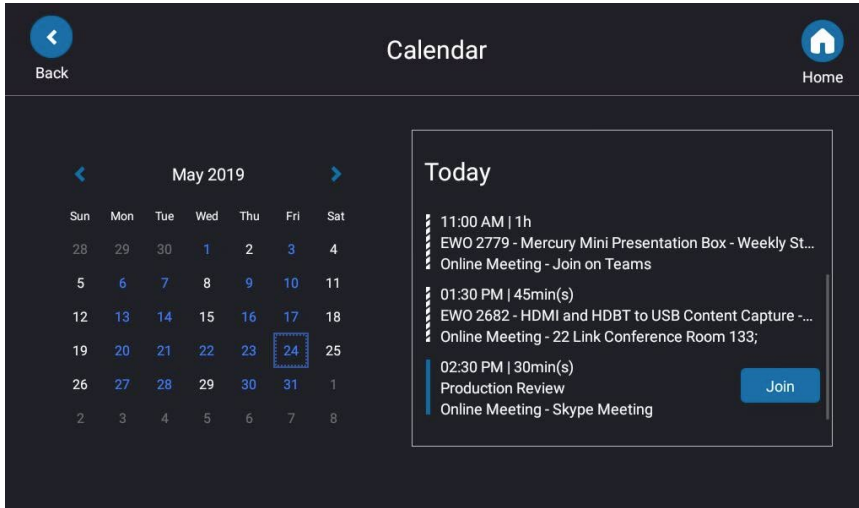 Back
Calendar
Home
May 2019
Sun Mon Tue Wed Thu Fri Sat
28 29 30 1 2 3 4
5 6 7 8 9 10 11
12 13 14 15 16 17 18
19 20 21 22 23 24 25
26 27 28 29 30 31 1
2 3 4 5 6 7 8
Today
11:00 AM | 1h
EWO 2779 - Mercury Mini Presentation Box - Weekly St...
Online Meeting - Join on Teams
01:30 PM | 45min(s)
EWO 2682 - HDMI and HDBT to USB Content Capture -...
Online Meeting - 22 Link Conference Room 133;
02:30 PM | 30min(s)
Production Review
Online Meeting - Skype Meeting
Join